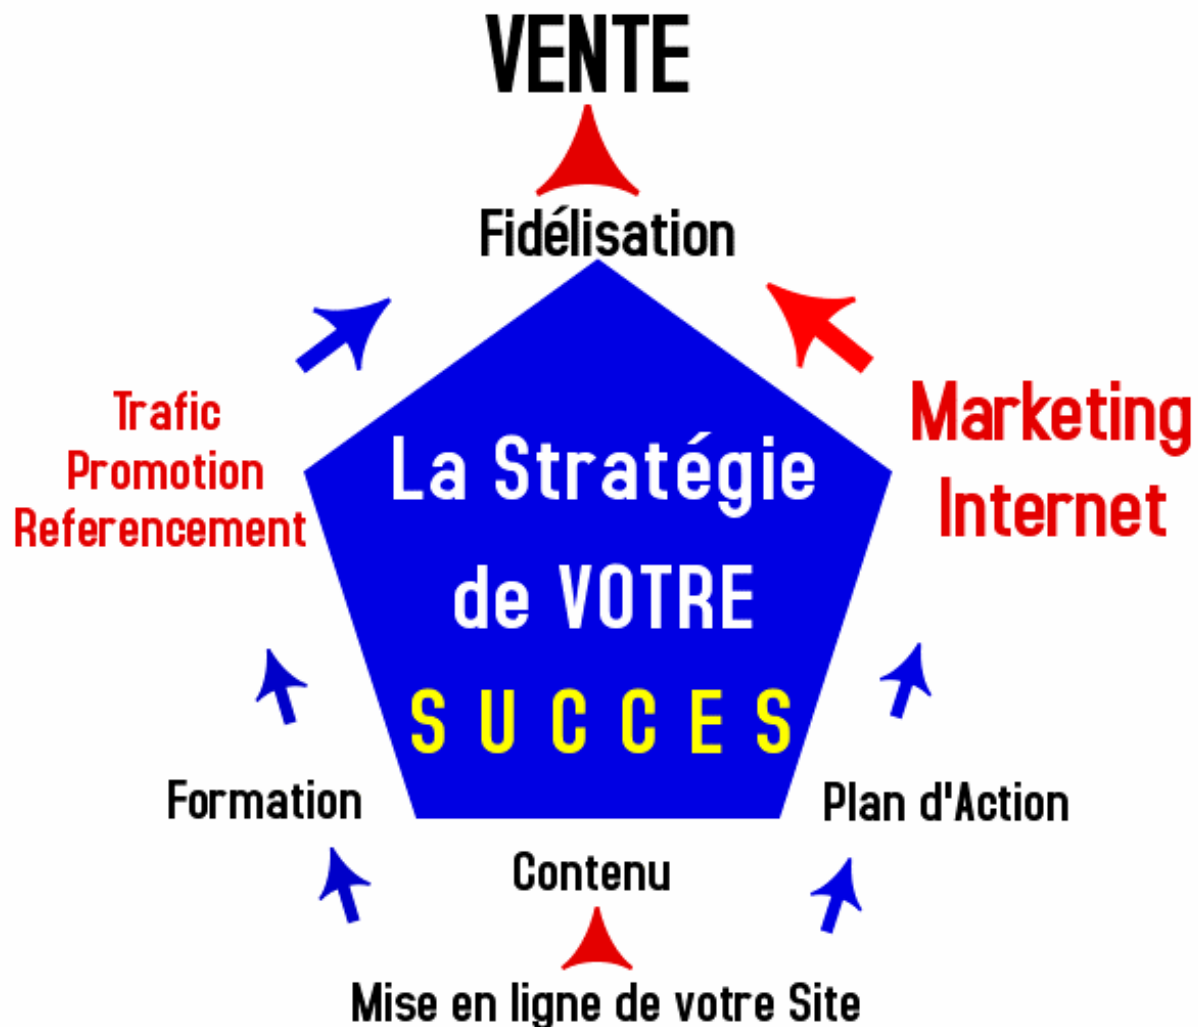 VENTE
Fidélisation
Trafic
Promotion
Referencement
Marketing
Internet
La Stratégie
de VOTRE
SUCCES
Formation
Plan d'Action
Contenu
Mise en ligne de votre Site